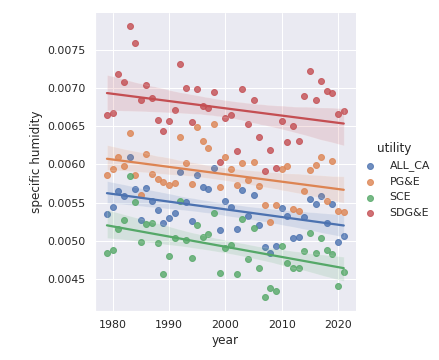 0.0075
0.0070
0.0065
0.0060
0.0055
0.0050
0.0045
specific humidity
1980
1990
2000
2010
2020
year
utility
ALL_CA
PG&E
SCE
SDG&E